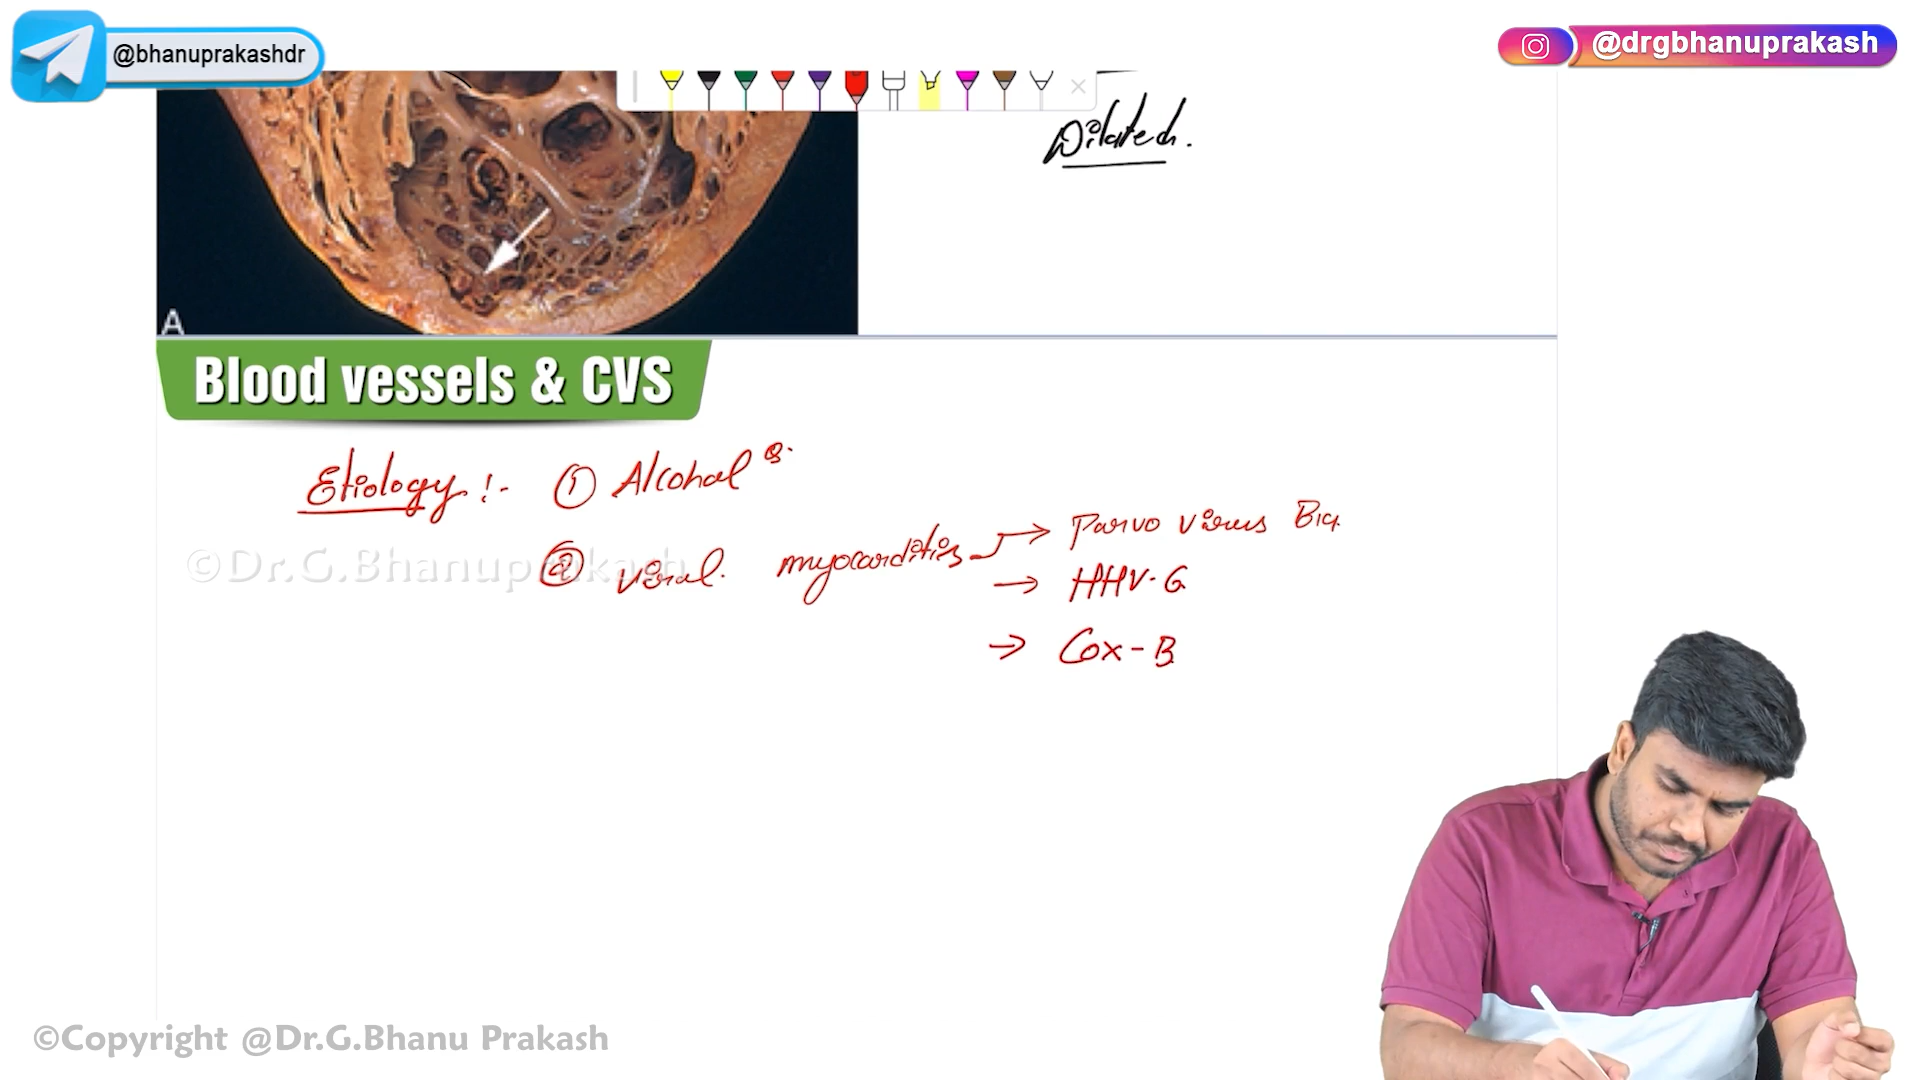 @bhanuprakashdr
@drgbhanuprakash
Dilated.
A
Blood vessels & CVS
Etiology :- ① Alcohol
② viral. myocarditis → Parvo virus B19.
→ HHV-6
→ Cox-B
©Dr.G.Bhanuprakash
©Copyright @Dr.G.Bhanu Prakash